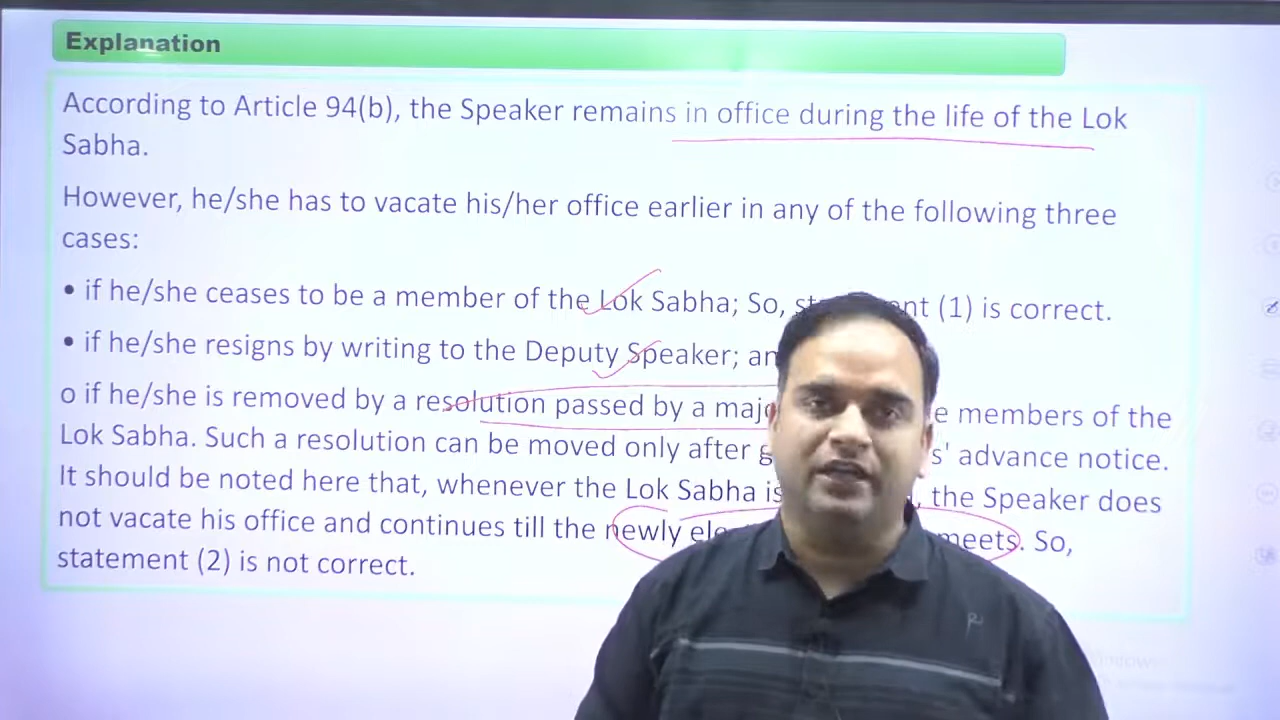 Explanation
According to Article 94(b), the Speaker remains in office during the life of the Lok
Sabha.
However, he/she has to vacate his/her office earlier in any of the following three
cases:
• if he/she ceases to be a member of the Lok Sabha; So, st nt (1) is correct.
• if he/she resigns by writing to the Deputy Speaker; an
o if he/she is removed by a resolution passed by a majo e members of the
Lok Sabha. Such a resolution can be moved only after g s' advance notice.
It should be noted here that, whenever the Lok Sabha is , the Speaker does
not vacate his office and continues till the newly ele meets. So,
statement (2) is not correct.